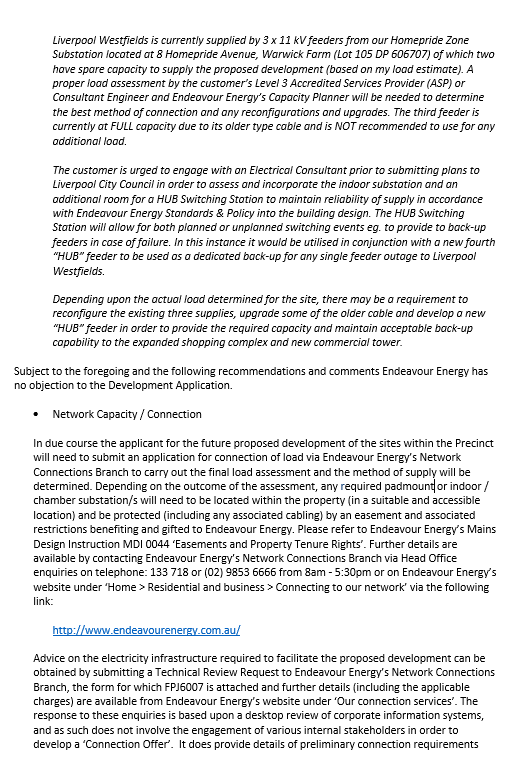 Liverpool Westfields is currently supplied by 3 x 11 kV feeders from our Homepride Zone
Substation located at 8 Homepride Avenue, Warwick Farm (Lot 105 DP 606707) of which two
have spare capacity to supply the proposed development (based on my load estimate). A
proper load assessment by the customer's Level 3 Accredited Services Provider (ASP) or
Consultant Engineer and Endeavour Energy's Capacity Planner will be needed to determine
the best method of connection and any reconfigurations and upgrades. The third feeder is
currently at FULL capacity due to its older type cable and is NOT recommended to use for any
additional load.
The customer is urged to engage with an Electrical Consultant prior to submitting plans to
Liverpool City Council in order to assess and incorporate the indoor substation and an
additional room for a HUB Switching Station to maintain reliability of supply in accordance
with Endeavour Energy Standards & Policy into the building design. The HUB Switching
Station will allow for both planned or unplanned switching events eg. to provide to back-up
feeders in case of failure. In this instance it would be utilised in conjunction with a new fourth
"HUB" feeder to be used as a dedicated back-up for any single feeder outage to Liverpool
Westfields.
Depending upon the actual load determined for the site, there may be a requirement to
reconfigure the existing three supplies, upgrade some of the older cable and develop a new
"HUB" feeder in order to provide the required capacity and maintain acceptable back-up
capability to the expanded shopping complex and new commercial tower.
Subject to the foregoing and the following recommendations and comments Endeavour Energy has
no objection to the Development Application.
• Network Capacity / Connection
In due course the applicant for the future proposed development of the sites within the Precinct
will need to submit an application for connection of load via Endeavour Energy's Network
Connections Branch to carry out the final load assessment and the method of supply will be
determined. Depending on the outcome of the assessment, any required padmount or indoor /
chamber substation/s will need to be located within the property (in a suitable and accessible
location) and be protected (including any associated cabling) by an easement and associated
restrictions benefiting and gifted to Endeavour Energy. Please refer to Endeavour Energy's Mains
Design Instruction MDI 0044 'Easements and Property Tenure Rights'. Further details are
available by contacting Endeavour Energy's Network Connections Branch via Head Office
enquiries on telephone: 133 718 or (02) 9853 6666 from 8am - 5:30pm or on Endeavour Energy's
website under 'Home > Residential and business > Connecting to our network' via the following
link:
http://www.endeavourenergy.com.au/
Advice on the electricity infrastructure required to facilitate the proposed development can be
obtained by submitting a Technical Review Request to Endeavour Energy's Network Connections
Branch, the form for which FPJ6007 is attached and further details (including the applicable
charges) are available from Endeavour Energy's website under 'Our connection services'. The
response to these enquiries is based upon a desktop review of corporate information systems,
and as such does not involve the engagement of various internal stakeholders in order to
develop a 'Connection Offer'. It does provide details of preliminary connection requirements